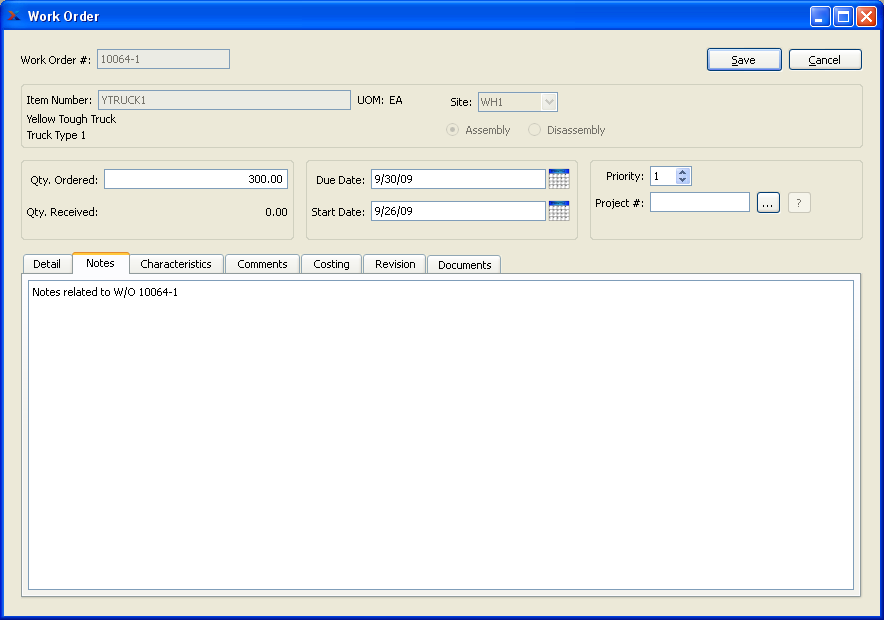 Work Order
Work Order #: 10064-1 Save Cancel
Item Number: YTRUCK1 UOM: EA Site: WH1
Yellow Tough Truck
Truck Type 1 Assembly Disassembly
Qty. Ordered: 300.00 Due Date: 9/30/09 Priority: 1
Qty. Received: 0.00 Start Date: 9/26/09 Project #: ... ?
Detail Notes Characteristics Comments Costing Revision Documents
Notes related to W/O 10064-1